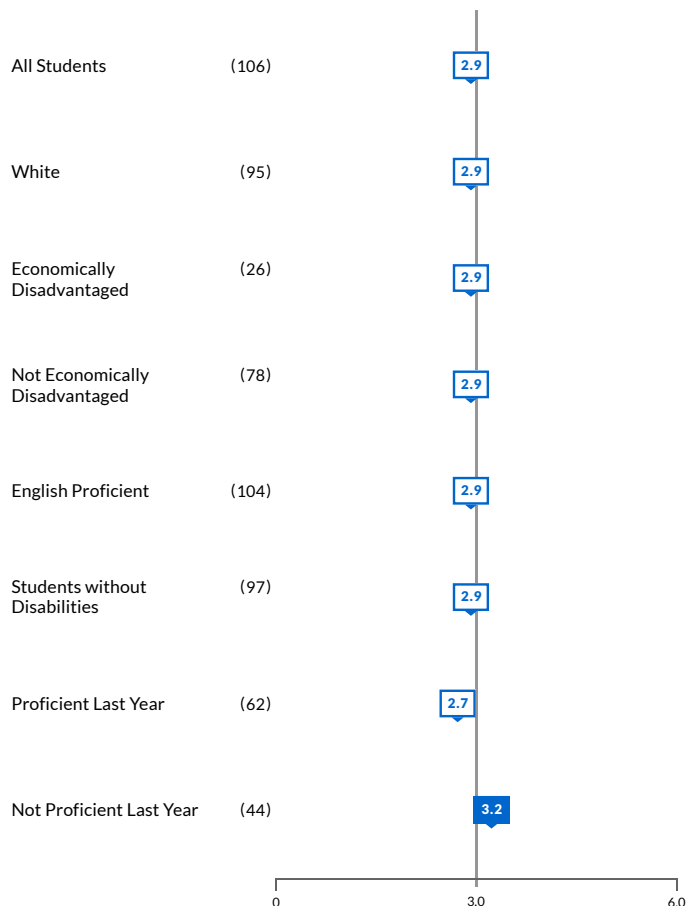 All Students (106) 2.9
White (95) 2.9
Economically (26) 2.9
Disadvantaged
Not Economically (78) 2.9
Disadvantaged
English Proficient (104) 2.9
Students without (97) 2.9
Disabilities
Proficient Last Year (62) 2.7
Not Proficient Last Year (44) 3.2
0 3.0 6.0